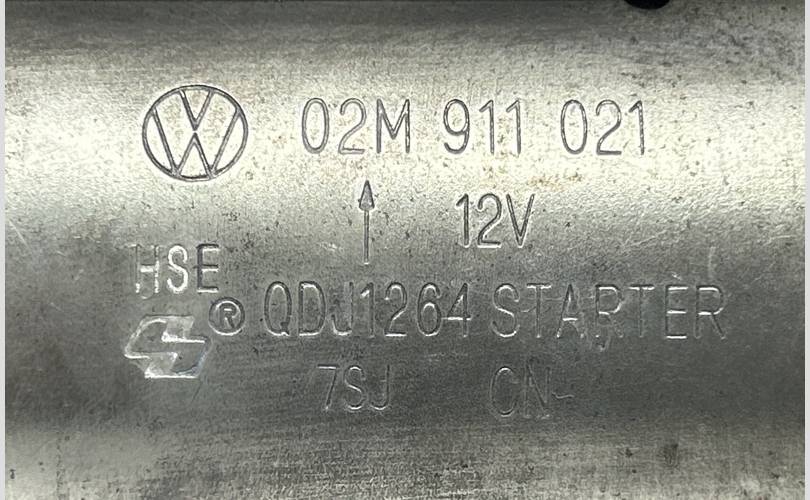 02M 911 021
12V
HSE
® QDJ1264 STARTER
7SJ CN